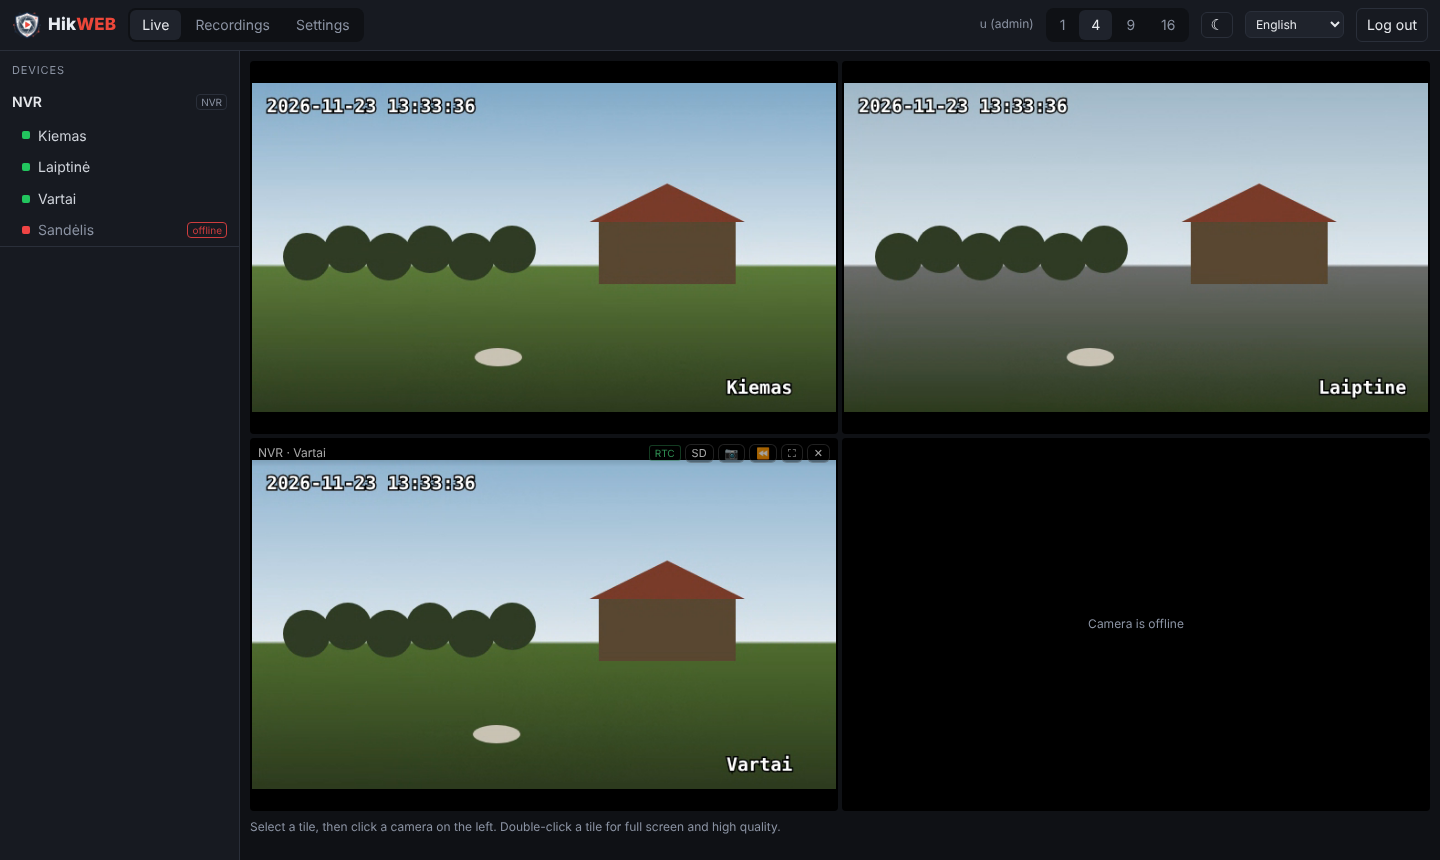 HikWEB Live Recordings Settings u (admin) 1 4 9 16 English Log out
DEVICES
NVR NVR
Kiemas
Laiptinė
Vartai
Sandėlis offline
2026-11-23 13:33:36
Kiemas
2026-11-23 13:33:36
Laiptine
NVR · Vartai RTC SD
2026-11-23 13:33:36
Vartai
Camera is offline
Select a tile, then click a camera on the left. Double-click a tile for full screen and high quality.